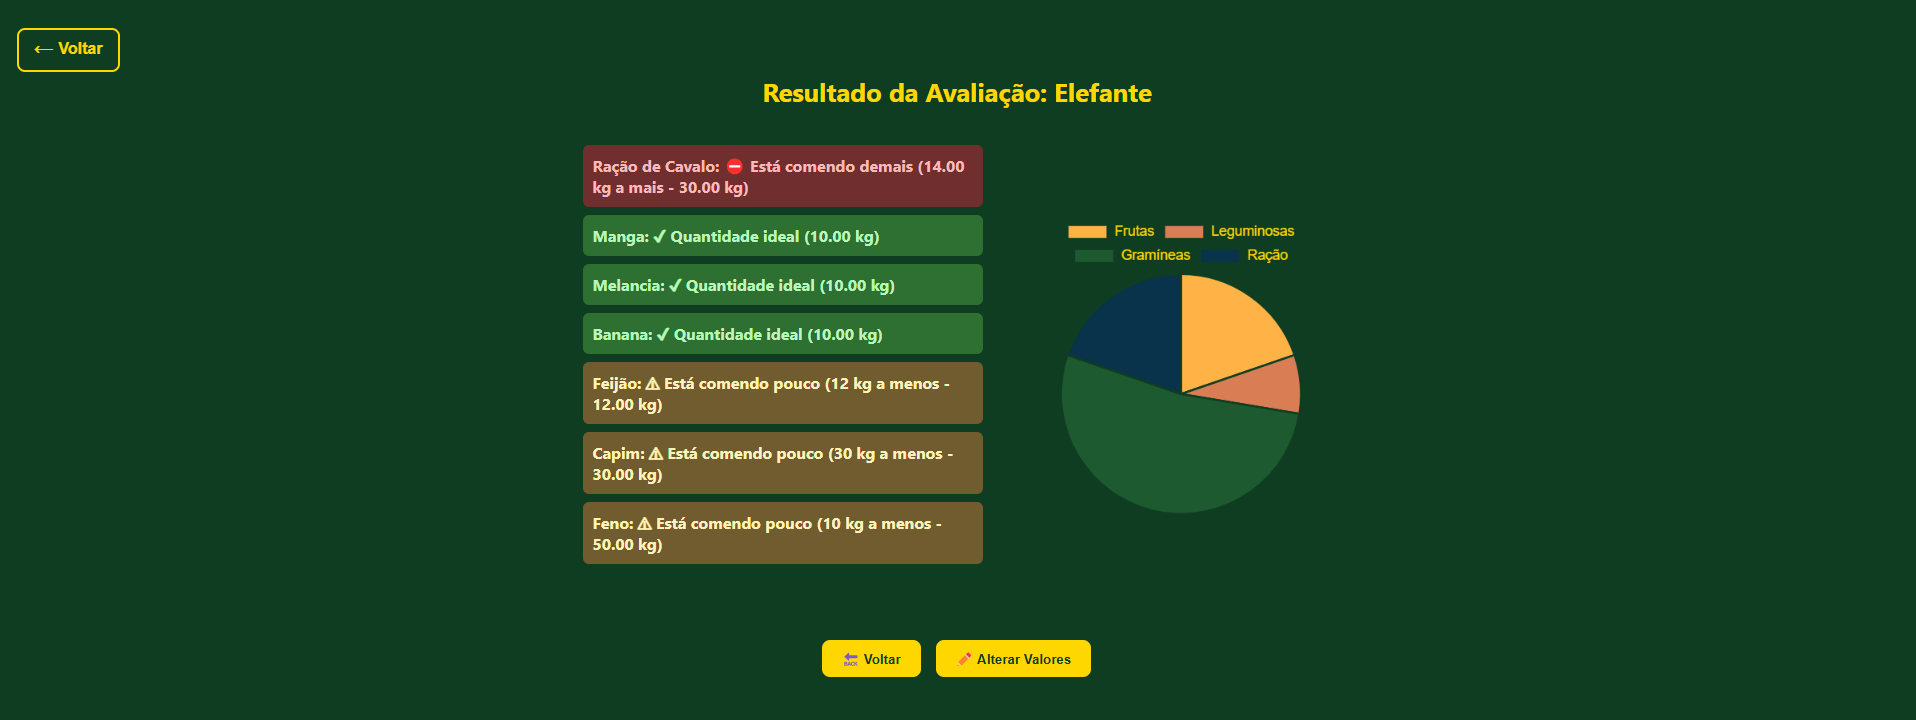 ← Voltar
Resultado da Avaliação: Elefante
Ração de Cavalo: ⛔ Está comendo demais (14.00
kg a mais - 30.00 kg)
Manga: ✓ Quantidade ideal (10.00 kg)
Melancia: ✓ Quantidade ideal (10.00 kg)
Banana: ✓ Quantidade ideal (10.00 kg)
Feijão: ⚠ Está comendo pouco (12 kg a menos -
12.00 kg)
Capim: ⚠ Está comendo pouco (30 kg a menos -
30.00 kg)
Feno: ⚠ Está comendo pouco (10 kg a menos -
50.00 kg)
Frutas Leguminosas
Gramíneas Ração
🔙 Voltar
✏️ Alterar Valores